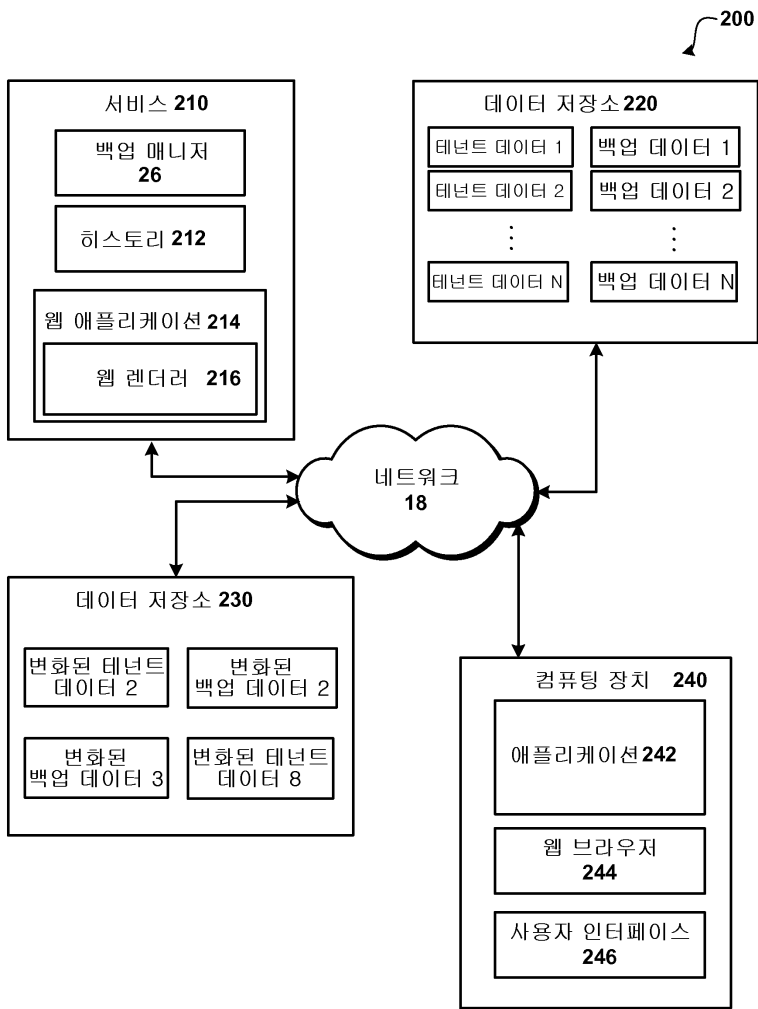 200
서비스 210
백업 매니저
26
히스토리 212
웹 애플리케이션 214
웹 렌더러 216
데이터 저장소 220
테넌트 데이터 1
백업 데이터 1
테넌트 데이터 2
백업 데이터 2
테넌트 데이터 N
백업 데이터 N
네트워크
18
데이터 저장소 230
변화된 테넌트
데이터 2
변화된
백업 데이터 2
변화된
백업 데이터 3
변화된 테넌트
데이터 8
컴퓨팅 장치 240
애플리케이션 242
웹 브라우저
244
사용자 인터페이스
246